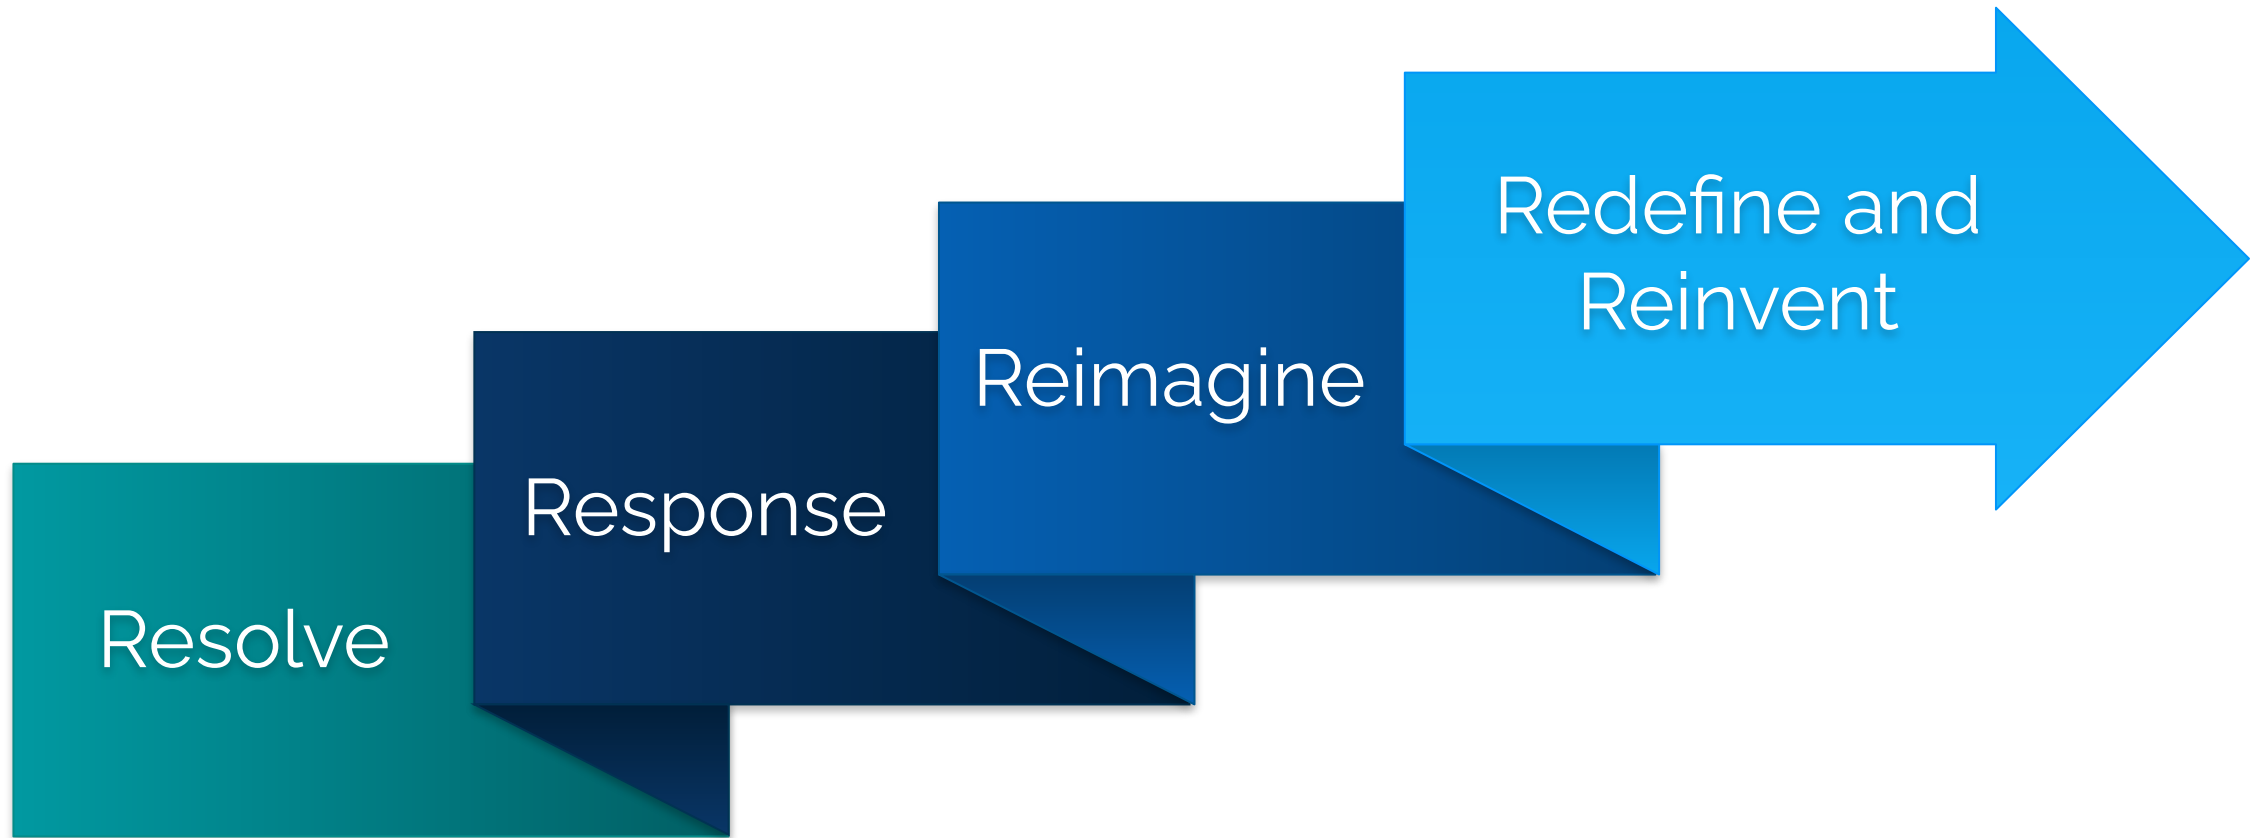 Resolve
Response
Reimagine
Redefine and
Reinvent